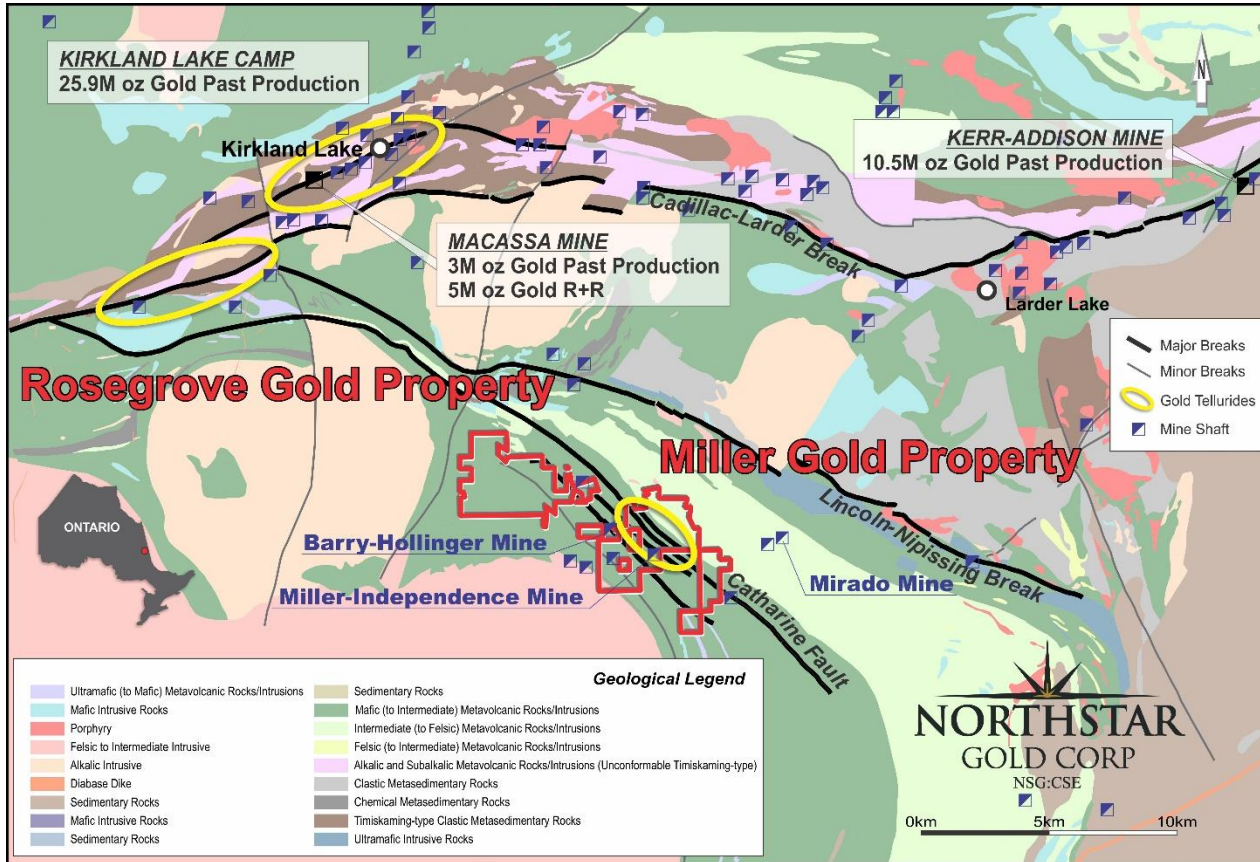 KIRKLAND LAKE CAMP
25.9M oz Gold Past Production
N
KERR-ADDISON MINE
10.5M oz Gold Past Production
Kirkland Lake
Cadillac-Larder Break
MACASSA MINE
3M oz Gold Past Production
5M oz Gold R+R
Larder Lake
Major Breaks
Minor Breaks
Gold Tellurides
Mine Shaft
Rosegrove Gold Property
Miller Gold Property
Lincoln-Nipissing Break
ONTARIO
Barry-Hollinger Mine
Mirado Mine
Miller-Independence Mine
Catharine Fault
Geological Legend
Ultramafic (to Mafic) Metavolcanic Rocks/Intrusions
Mafic Intrusive Rocks
Porphyry
Felsic to Intermediate Intrusive
Alkalic Intrusive
Diabase Dike
Sedimentary Rocks
Mafic Intrusive Rocks
Sedimentary Rocks
Sedimentary Rocks
Mafic (to Intermediate) Metavolcanic Rocks/Intrusions
Intermediate (to Felsic) Metavolcanic Rocks/Intrusions
Felsic (to Intermediate) Metavolcanic Rocks/Intrusions
Alkalic and Subalkalic Metavolcanic Rocks/Intrusions (Unconformable Timiskaming-type)
Clastic Metasedimentary Rocks
Chemical Metasedimentary Rocks
Timiskaming-type Clastic Metasedimentary Rocks
Ultramafic Intrusive Rocks
NORTHSTAR
GOLD CORP
NSG:CSE
0km 5km 10km